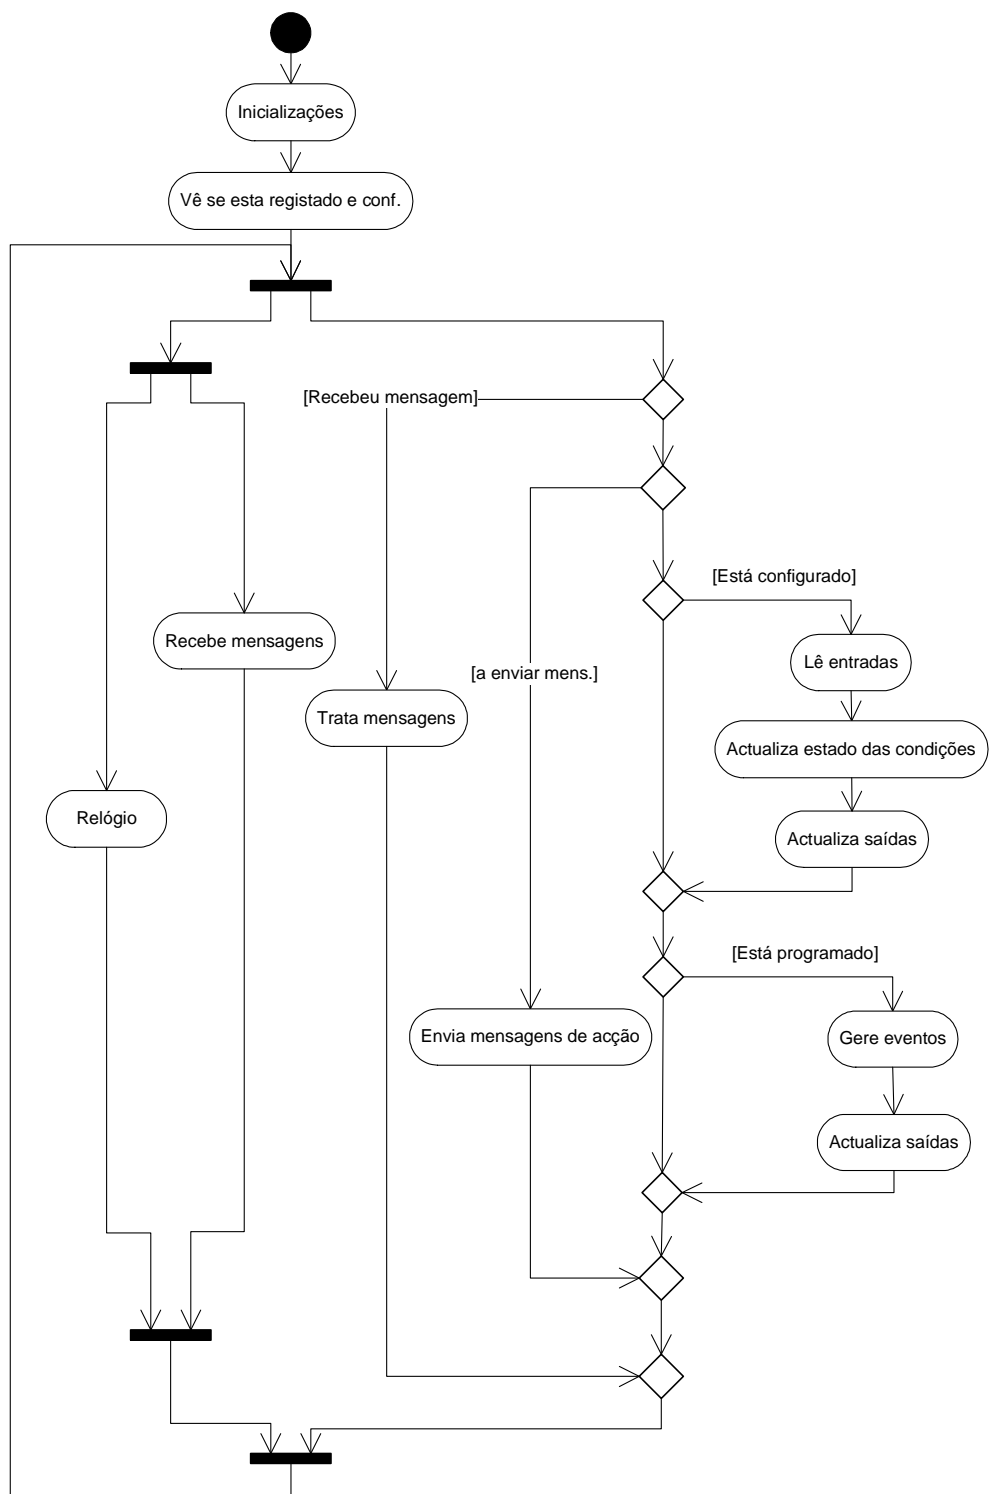 Inicializações
Vê se esta registado e conf.
[Recebeu mensagem]
[Está configurado]
Recebe mensagens
Lê entradas
[a enviar mens.]
Trata mensagens
Actualiza estado das condições
Relógio
Actualiza saídas
[Está programado]
Envia mensagens de acção
Gere eventos
Actualiza saídas